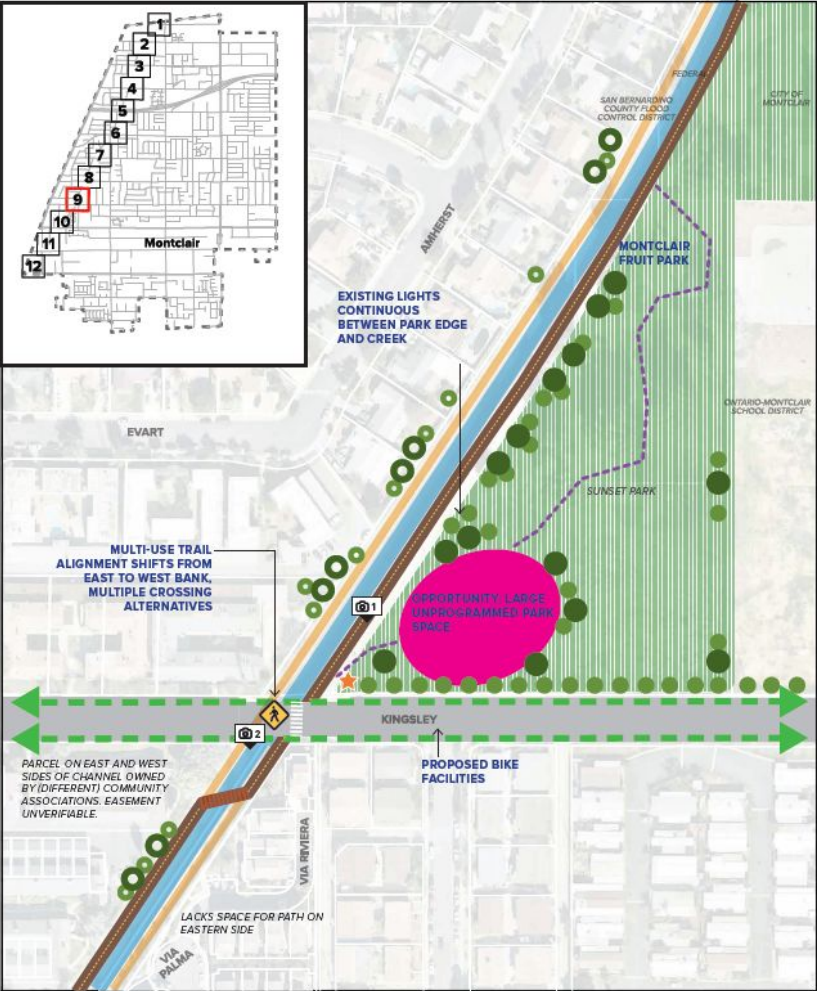 1
2
3
4
5
6
7
8
9
10
11
12
Montclair
FEDERAL
SAN BERNARDINO
COUNTY FLOOD
CONTROL DISTRICT
CITY OF
MONTCLAIR
AMHERST
MONTCLAIR
FRUIT PARK
EXISTING LIGHTS
CONTINUOUS
BETWEEN PARK EDGE
AND CREEK
ONTARIO-MONTCLAIR
SCHOOL DISTRICT
EVART
SUNSET PARK
MULTI-USE TRAIL
ALIGNMENT SHIFTS FROM
EAST TO WEST BANK,
MULTIPLE CROSSING
ALTERNATIVES
OPPORTUNITY: LARGE
UNPROGRAMMED PARK
SPACE
1
KINGSLEY
2
PARCEL ON EAST AND WEST
SIDES OF CHANNEL OWNED
BY (DIFFERENT) COMMUNITY
ASSOCIATIONS. EASEMENT
UNVERIFIABLE.
PROPOSED BIKE
FACILITIES
VIA RIVIERA
LACKS SPACE FOR PATH ON
EASTERN SIDE
VIA
PALMA